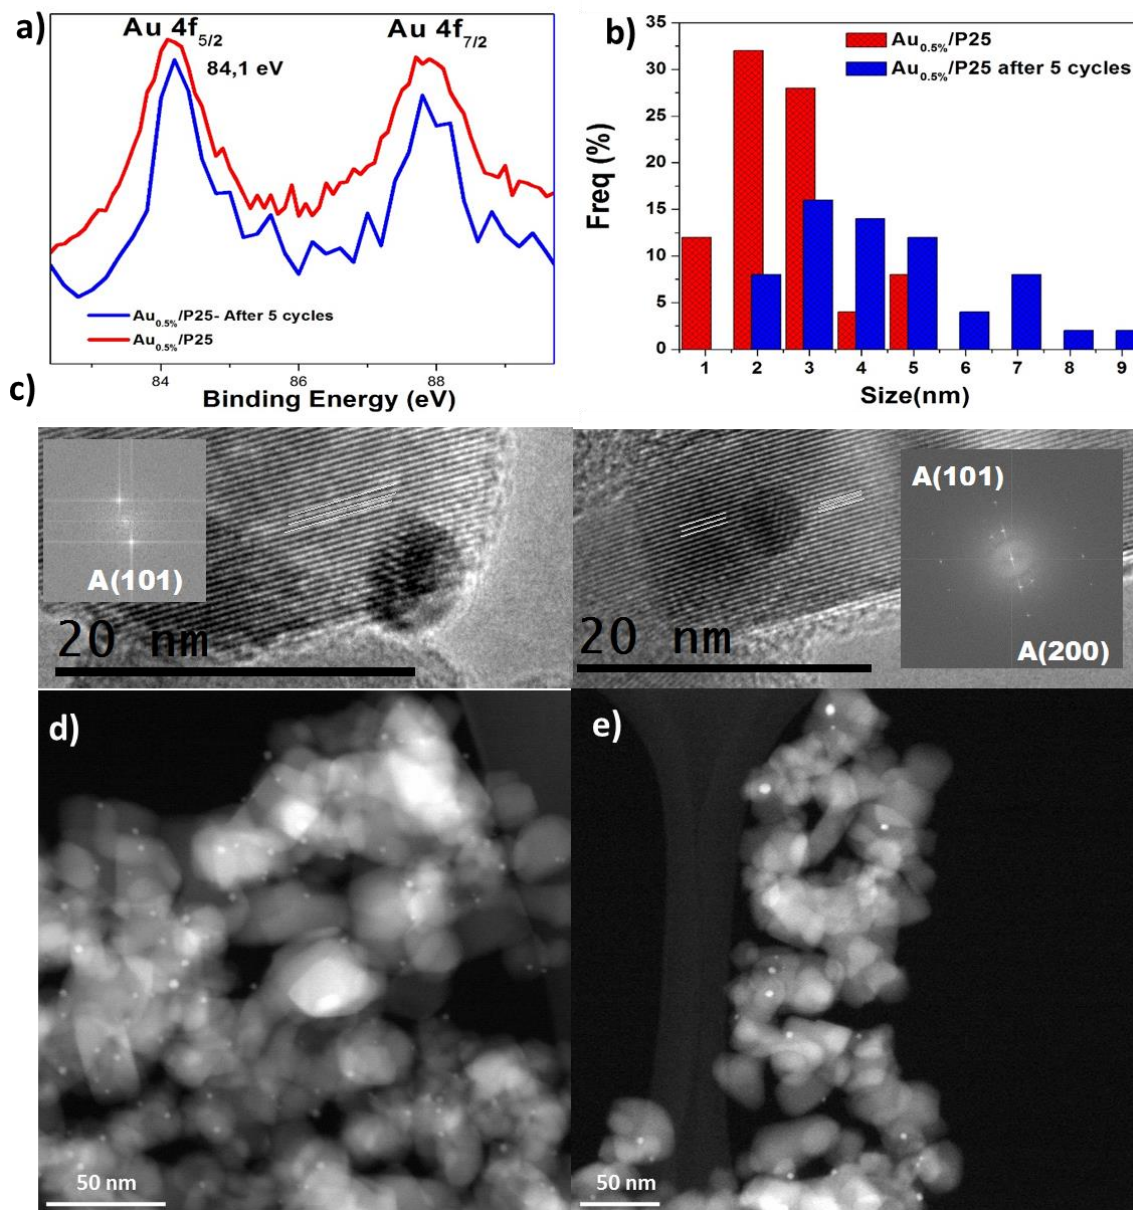 a)
Au 4f5/2
Au 4f7/2
84,1 eV
Au0.5%/P25- After 5 cycles
Au0.5%/P25
84 86 88
Binding Energy (eV)
b)
Au0.5%/P25
Au0.5%/P25 after 5 cycles
35
30
25
20
15
10
5
0
Freq (%)
1 2 3 4 5 6 7 8 9
Size(nm)
c)
A(101)
20 nm
A(101)
A(200)
20 nm
d)
50 nm
e)
50 nm